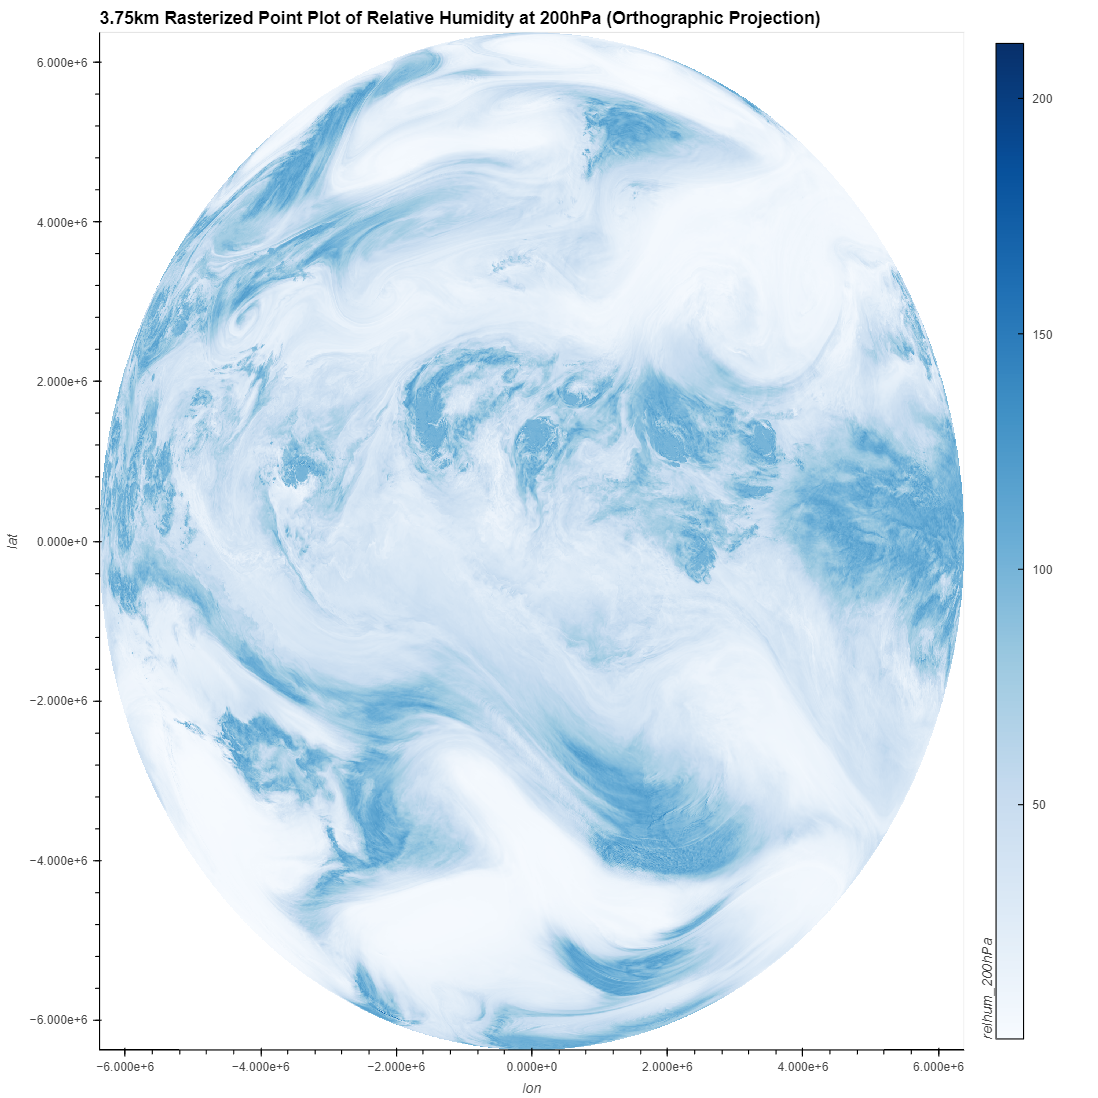 3.75km Rasterized Point Plot of Relative Humidity at 200hPa (Orthographic Projection)
6.000e+6
4.000e+6
2.000e+6
0.000e+0
−2.000e+6
−4.000e+6
−6.000e+6
lat
−6.000e+6
−4.000e+6
−2.000e+6
0.000e+0
2.000e+6
4.000e+6
6.000e+6
lon
200
150
100
50
relhum_200hPa